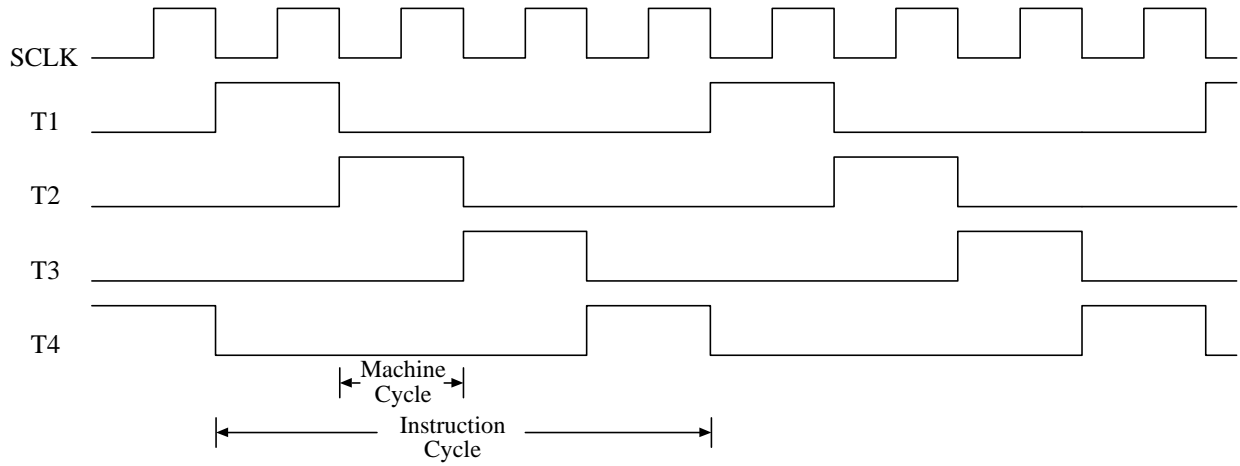 SCLK
T1
T2
T3
T4
Machine
Cycle
Instruction
Cycle